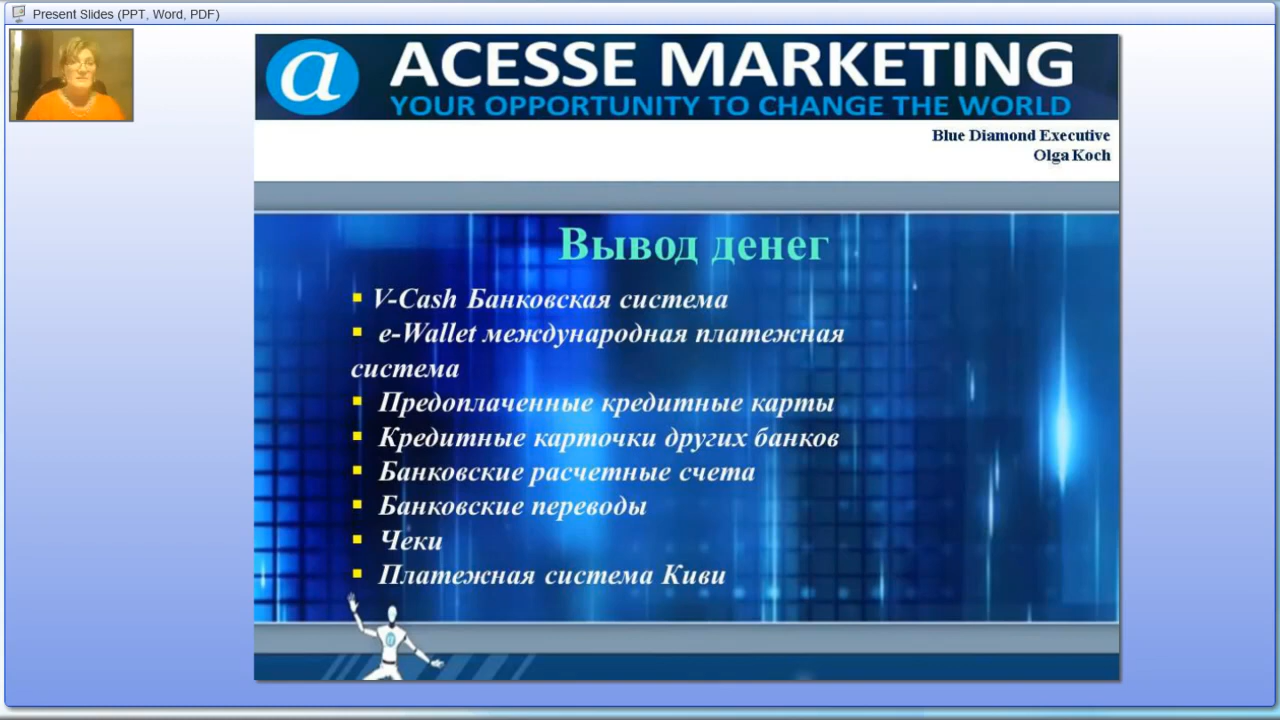 Present Slides (PPT, Word, PDF)
a ACESSE MARKETING
YOUR OPPORTUNITY TO CHANGE THE WORLD
Blue Diamond Executive
Olga Koch
Вывод денег
V-Cash Банковская система
e-Wallet международная платежная
система
Предоплаченные кредитные карты
Кредитные карточки других банков
Банковские расчетные счета
Банковские переводы
Чеки
Платежная система Киви